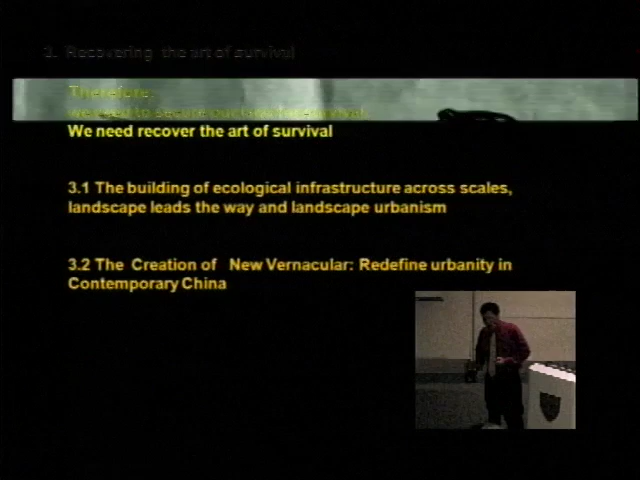 3. Recovering the art of survival
Therefore:
We need recover the art of survival
3.1 The building of ecological infrastructure across scales,
landscape leads the way and landscape urbanism
3.2 The Creation of New Vernacular: Redefine urbanity in
Contemporary China